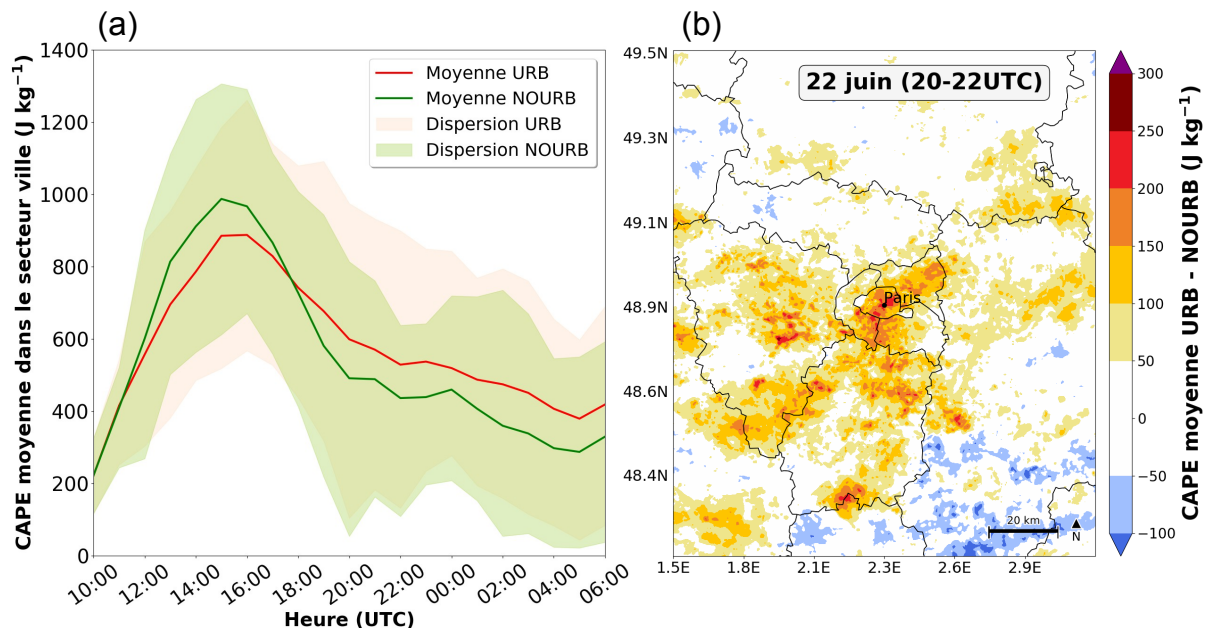 (a)
CAPE moyenne dans le secteur ville (J kg⁻¹)
1400
1200
1000
800
600
400
200
0
Moyenne URB
Moyenne NOURB
Dispersion URB
Dispersion NOURB
10:00 12:00 14:00 16:00 18:00 20:00 22:00 00:00 02:00 04:00 06:00
Heure (UTC)
(b)
22 juin (20-22UTC)
49.5N
49.3N
49.1N
48.9N
48.6N
48.4N
Paris
20 km
N
1.5E 1.8E 2.1E 2.3E 2.6E 2.9E
300
250
200
150
100
50
0
−50
−100
CAPE moyenne URB - NOURB (J kg⁻¹)